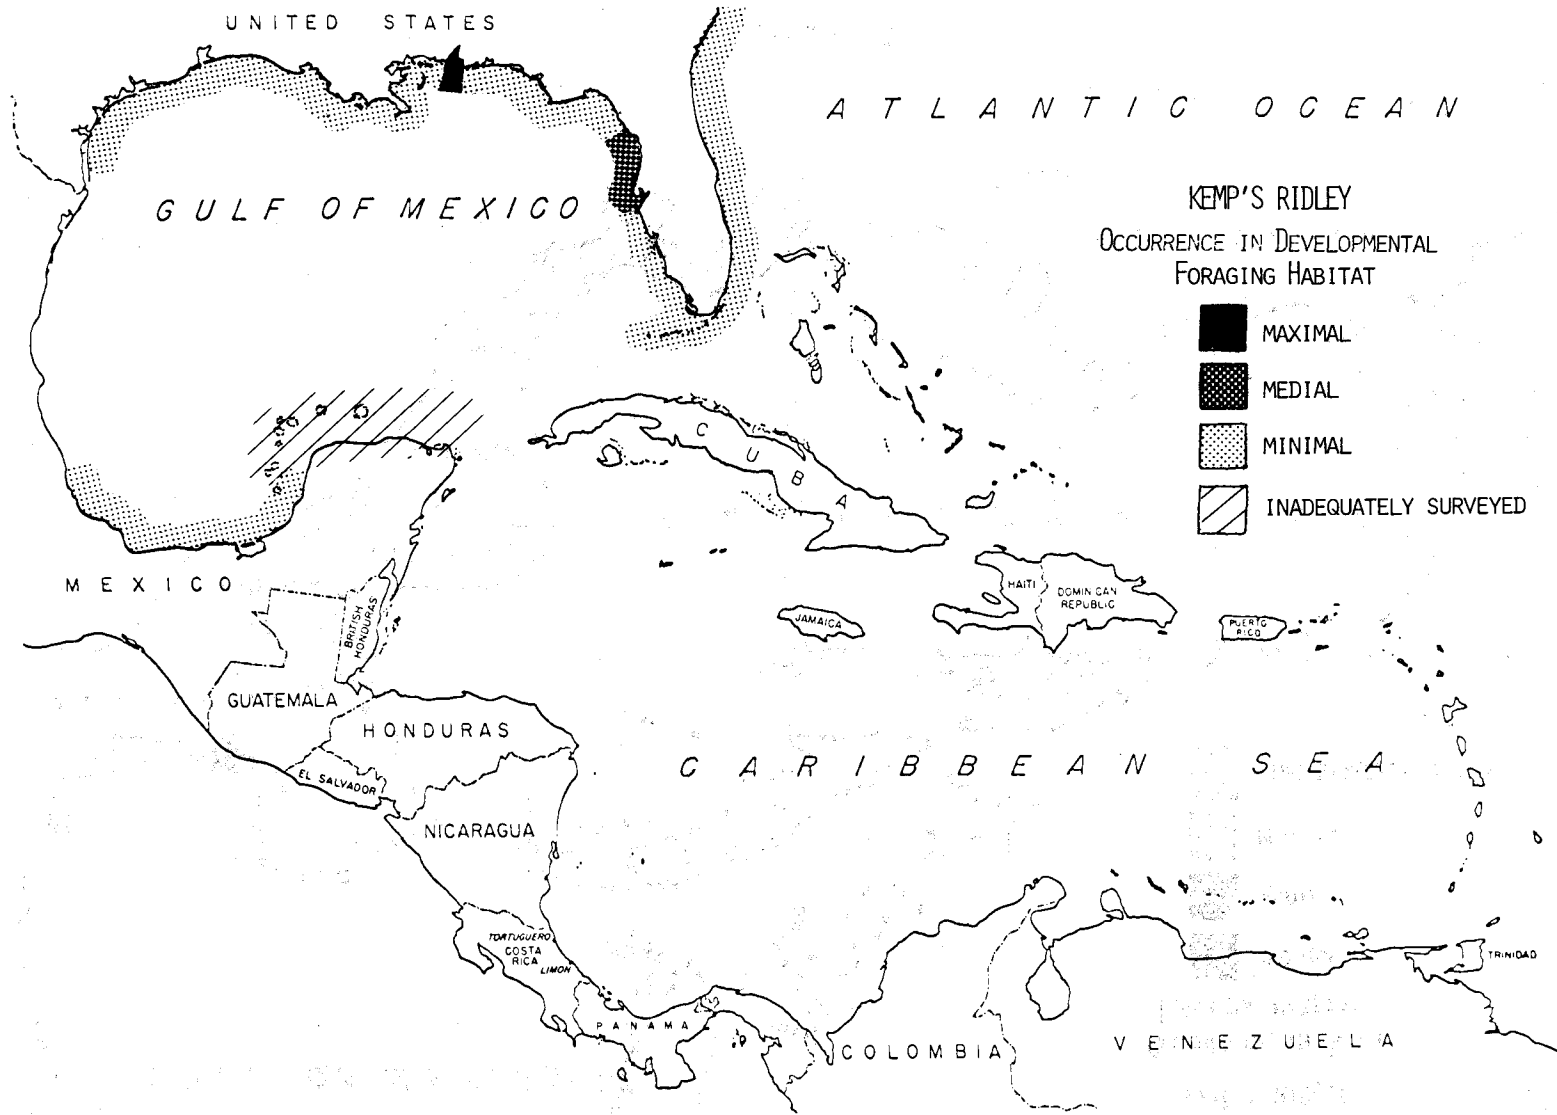 UNITED STATES
ATLANTIC OCEAN
GULF OF MEXICO
KEMP'S RIDLEY
OCCURRENCE IN DEVELOPMENTAL
FORAGING HABITAT
MAXIMAL
MEDIAL
MINIMAL
INADEQUATELY SURVEYED
CUBA
MEXICO
HAITI
DOMINICAN
REPUBLIC
BRITISH
HONDURAS
JAMAICA
PUERTO
RICO
GUATEMALA
HONDURAS
CARIBBEAN SEA
EL SALVADOR
NICARAGUA
TORTUGUERO
COSTA
RICA
LIMON
TRINIDAD
PANAMA
COLOMBIA
VENEZUELA